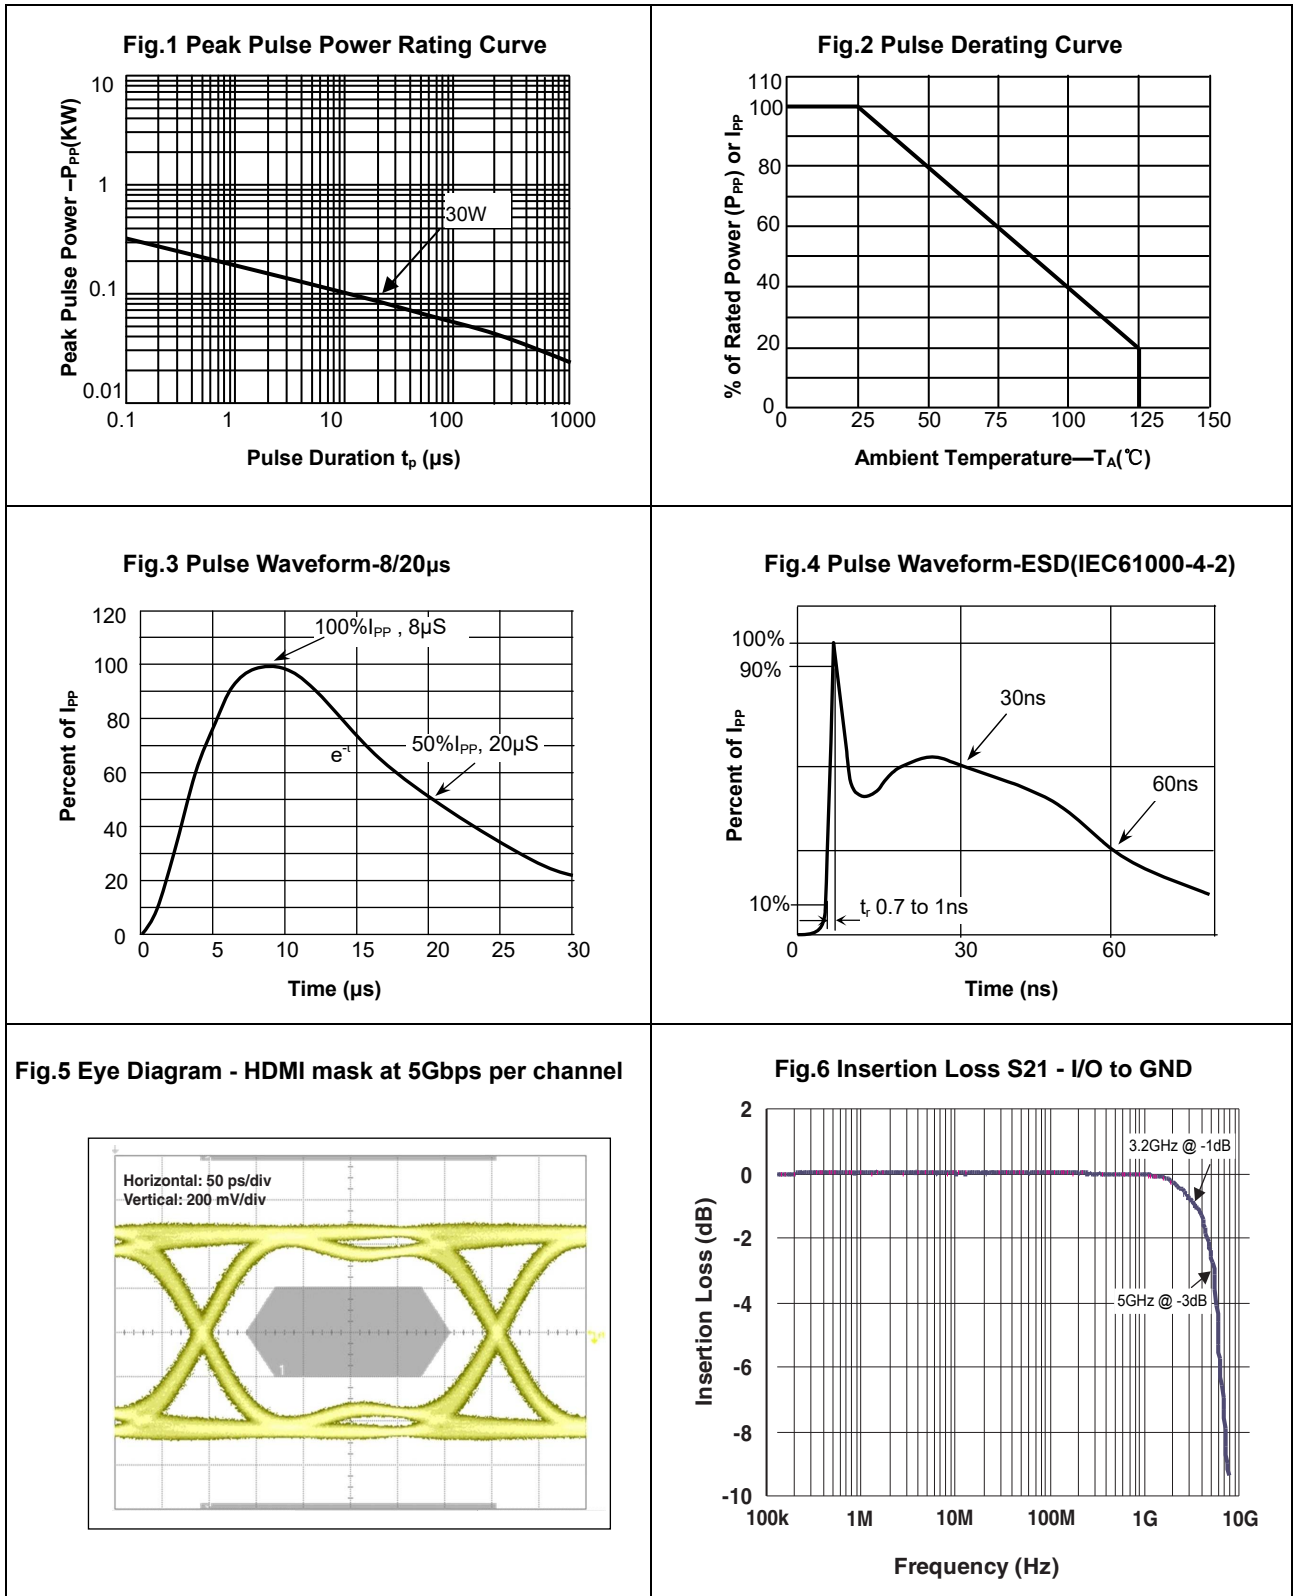 Fig.1 Peak Pulse Power Rating Curve
Peak Pulse Power –PPP(KW)
10
1
0.1
0.01
30W
0.1 1 10 100 1000
Pulse Duration tp (µs)
Fig.2 Pulse Derating Curve
% of Rated Power (PPP) or IPP
110
100
80
60
40
20
0
0 25 50 75 100 125 150
Ambient Temperature—TA(℃)
Fig.3 Pulse Waveform-8/20µs
Percent of IPP
120
100
80
60
40
20
0
100%IPP , 8µS
e-t
50%IPP, 20µS
0 5 10 15 20 25 30
Time (µs)
Fig.4 Pulse Waveform-ESD(IEC61000-4-2)
Percent of IPP
100%
90%
10%
30ns
60ns
tr 0.7 to 1ns
0 30 60
Time (ns)
Fig.5 Eye Diagram - HDMI mask at 5Gbps per channel
Horizontal: 50 ps/div
Vertical: 200 mV/div
1
Fig.6 Insertion Loss S21 - I/O to GND
Insertion Loss (dB)
2
0
-2
-4
-6
-8
-10
3.2GHz @ -1dB
5GHz @ -3dB
100k 1M 10M 100M 1G 10G
Frequency (Hz)